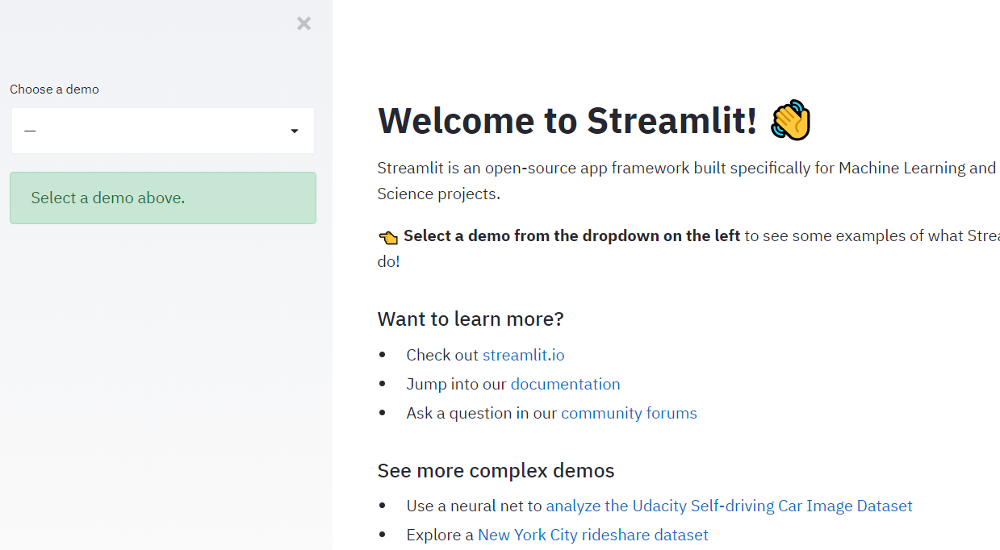 Choose a demo
—
Select a demo above.
Welcome to Streamlit! 👋
Streamlit is an open-source app framework built specifically for Machine Learning and
Science projects.
👈 Select a demo from the dropdown on the left to see some examples of what
do!
Want to learn more?
• Check out streamlit.io
• Jump into our documentation
• Ask a question in our community forums
See more complex demos
• Use a neural net to analyze the Udacity Self-driving Car Image Dataset
• Explore a New York City rideshare dataset